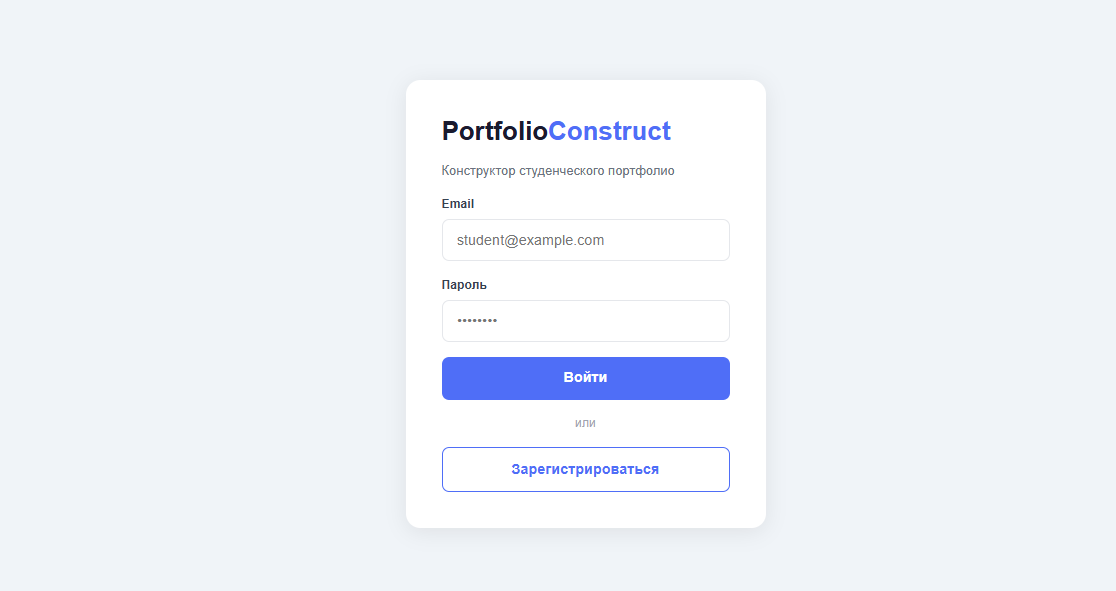 PortfolioConstruct
Конструктор студенческого портфолио
Email
student@example.com
Пароль
••••••••
Войти
или
Зарегистрироваться